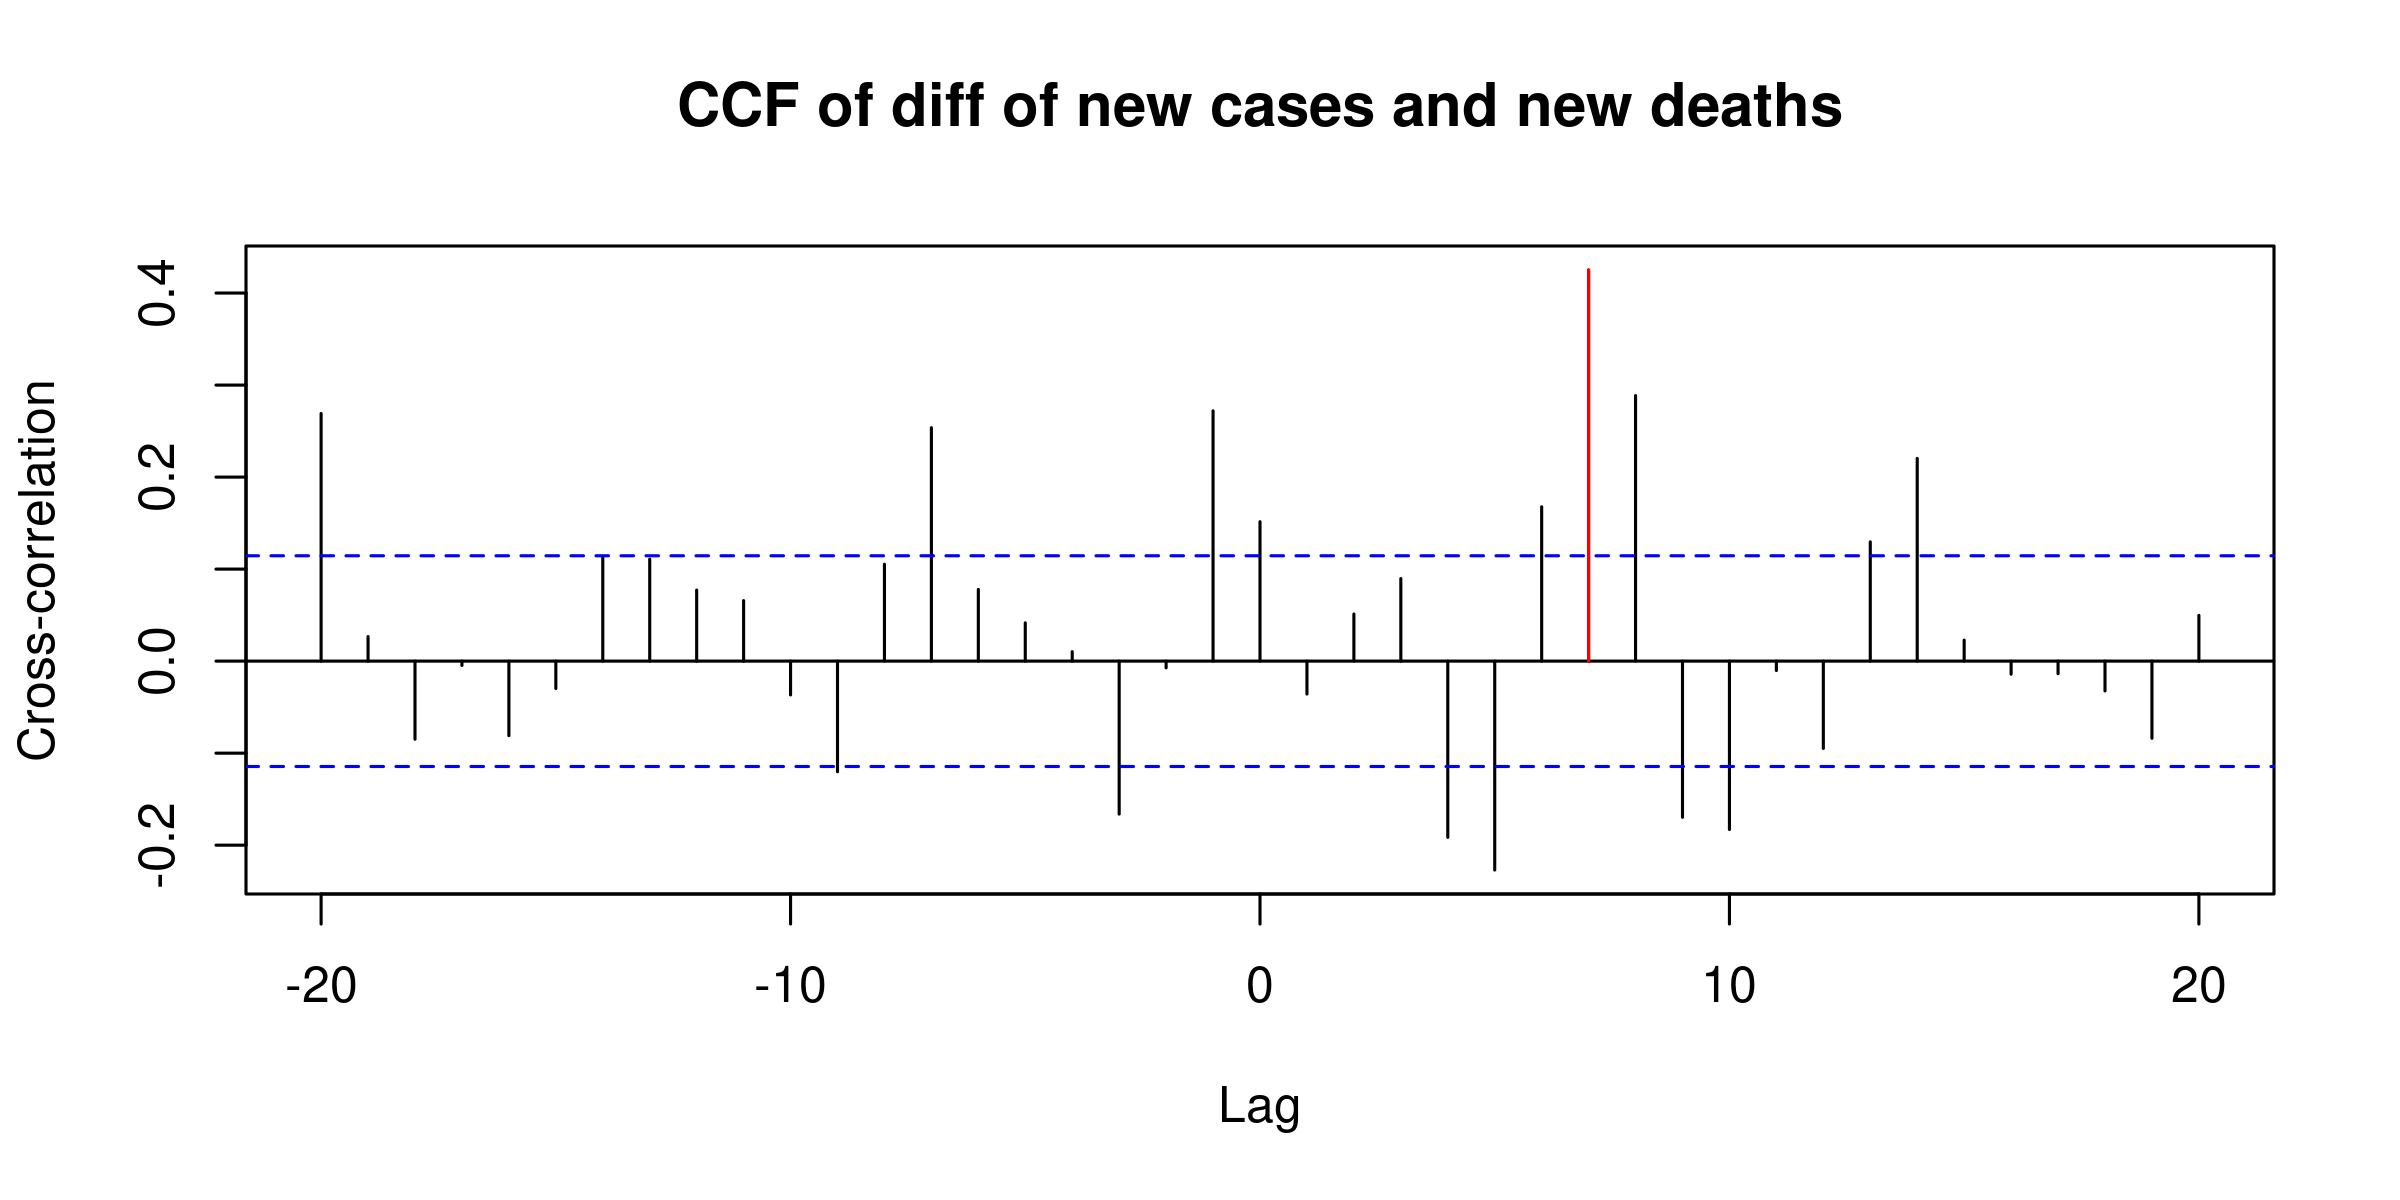 CCF of diff of new cases and new deaths
Cross-correlation
0.4
0.2
0.0
-0.2
-20 -10 0 10 20
Lag